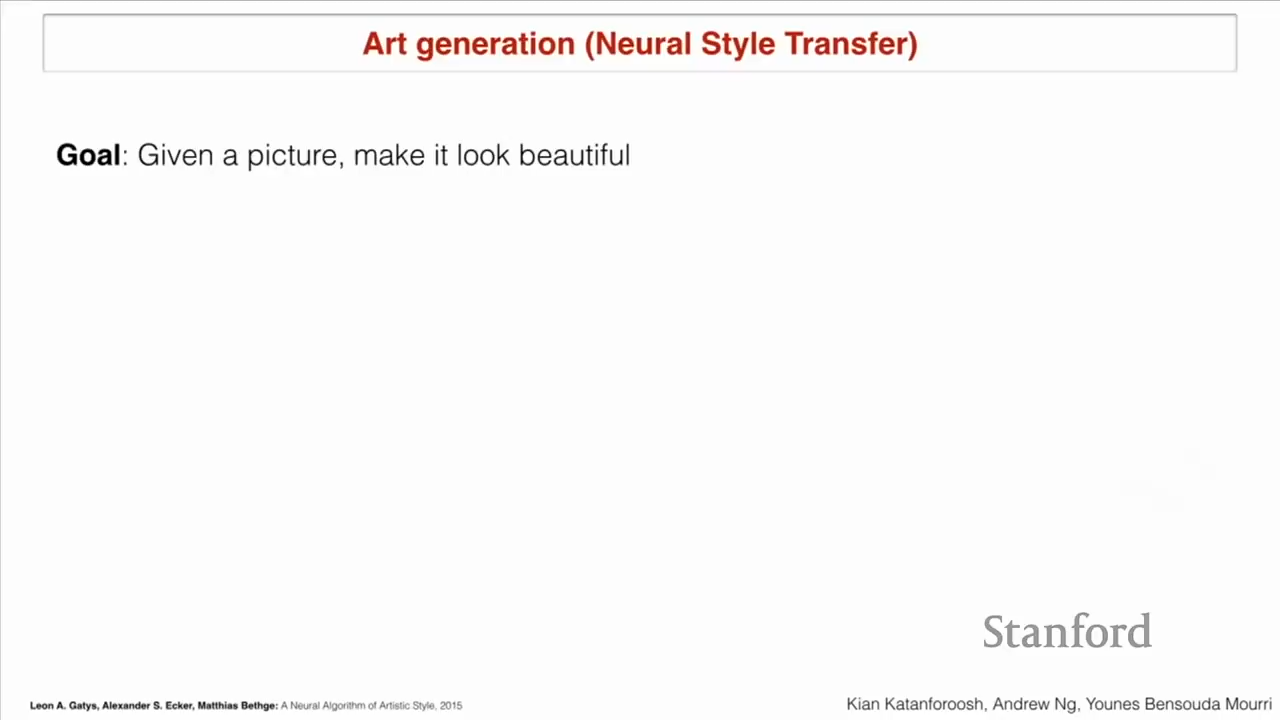 Art generation (Neural Style Transfer)
Goal: Given a picture, make it look beautiful
Stanford
Leon A. Gatys, Alexander S. Ecker, Matthias Bethge: A Neural Algorithm of Artistic Style, 2015
Kian Katanforoosh, Andrew Ng, Younes Bensouda Mourri